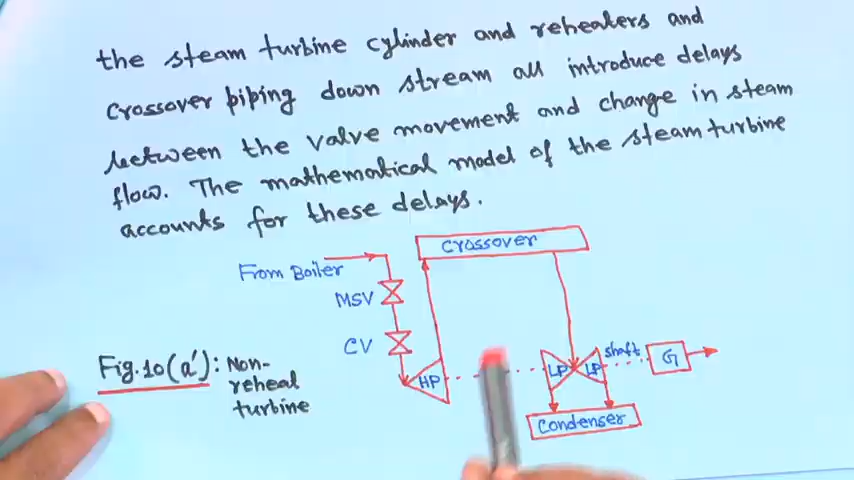 the steam turbine cylinder and reheaters and
crossover piping down stream all introduce delays
between the valve movement and change in steam
flow. The mathematical model of the steam turbine
accounts for these delays.
crossover
From Boiler
MSV
CV
HP
LP LP
shaft
G
Condenser
Fig.10(a'): Non-
reheat
turbine